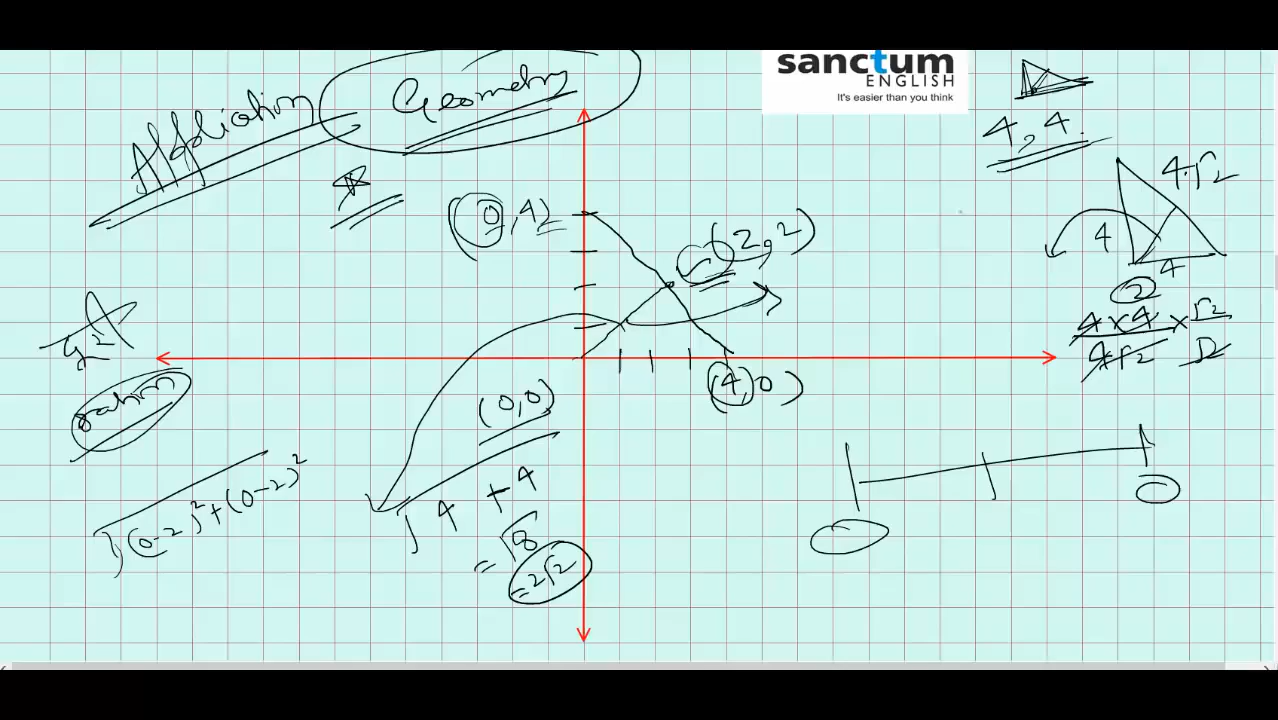 sanctum
ENGLISH
It's easier than you think
Application Geometry
4, 4.
4√2
4
4
2
4 × 4 × √2
4√2 √2
(0, 4)
(2, 2)
(4, 0)
(0, 0)
√(0-2)² + (0-2)²
√4 + 4
= √8
= 2√2